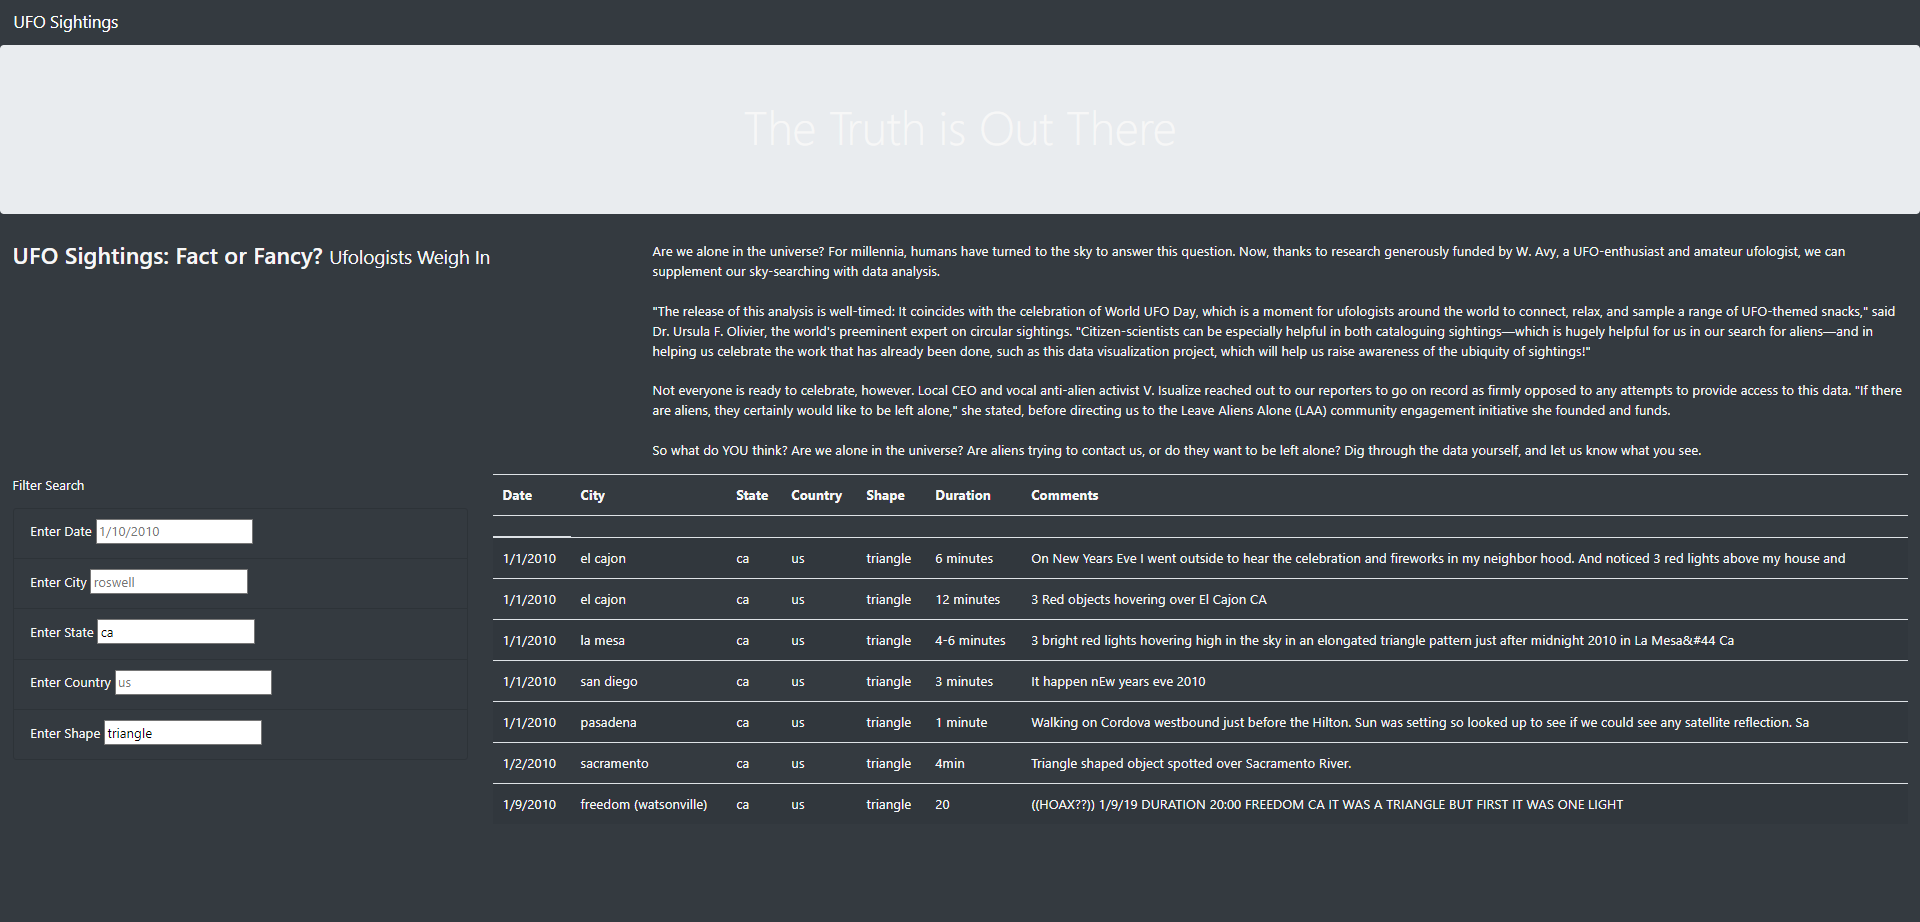 UFO Sightings
The Truth is Out There
UFO Sightings: Fact or Fancy? Ufologists Weigh In
Are we alone in the universe? For millennia, humans have turned to the sky to answer this question. Now, thanks to research generously funded by W. Avy, a UFO-enthusiast and amateur ufologist, we can
supplement our sky-searching with data analysis.
"The release of this analysis is well-timed: It coincides with the celebration of World UFO Day, which is a moment for ufologists around the world to connect, relax, and sample a range of UFO-themed snacks," said
Dr. Ursula F. Olivier, the world's preeminent expert on circular sightings. "Citizen-scientists can be especially helpful in both cataloguing sightings—which is hugely helpful for us in our search for aliens—and in
helping us celebrate the work that has already been done, such as this data visualization project, which will help us raise awareness of the ubiquity of sightings!"
Not everyone is ready to celebrate, however. Local CEO and vocal anti-alien activist V. Isualize reached out to our reporters to go on record as firmly opposed to any attempts to provide access to this data. "If there
are aliens, they certainly would like to be left alone," she stated, before directing us to the Leave Aliens Alone (LAA) community engagement initiative she founded and funds.
So what do YOU think? Are we alone in the universe? Are aliens trying to contact us, or do they want to be left alone? Dig through the data yourself, and let us know what you see.
Filter Search
Enter Date 1/10/2010
Enter City roswell
Enter State ca
Enter Country us
Enter Shape triangle
Date City State Country Shape Duration Comments
1/1/2010 el cajon ca us triangle 6 minutes On New Years Eve I went outside to hear the celebration and fireworks in my neighbor hood. And noticed 3 red lights above my house and
1/1/2010 el cajon ca us triangle 12 minutes 3 Red objects hovering over El Cajon CA
1/1/2010 la mesa ca us triangle 4-6 minutes 3 bright red lights hovering high in the sky in an elongated triangle pattern just after midnight 2010 in La Mesa&#44 Ca
1/1/2010 san diego ca us triangle 3 minutes It happen nEw years eve 2010
1/1/2010 pasadena ca us triangle 1 minute Walking on Cordova westbound just before the Hilton. Sun was setting so looked up to see if we could see any satellite reflection. Sa
1/2/2010 sacramento ca us triangle 4min Triangle shaped object spotted over Sacramento River.
1/9/2010 freedom (watsonville) ca us triangle 20 ((HOAX??)) 1/9/19 DURATION 20:00 FREEDOM CA IT WAS A TRIANGLE BUT FIRST IT WAS ONE LIGHT